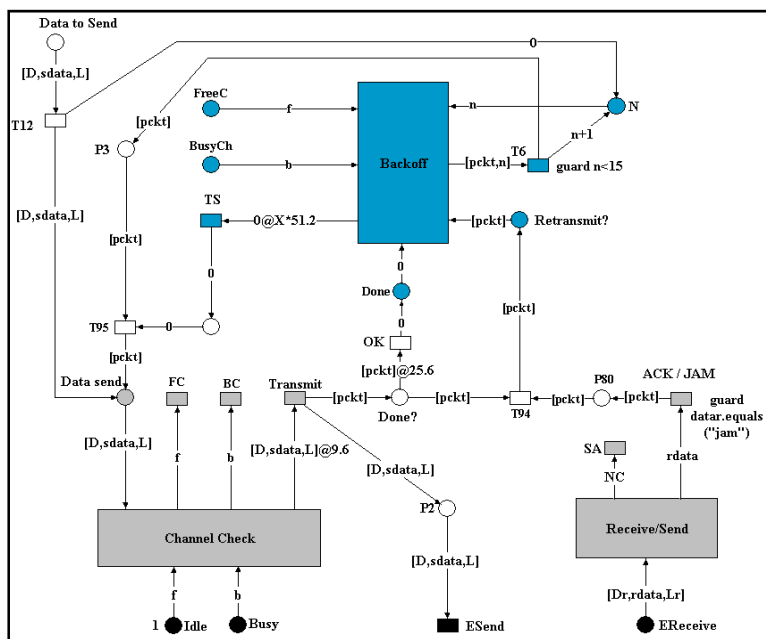 Data to Send
0
[D,sdata,L]
FreeC
f
n
N
T12
[pckt]
n+1
P3
BusyCh
b
Backoff
T6
[pckt,n]
guard n<15
TS
[D,sdata,L]
0@X*51.2
[pckt]
Retransmit?
[pckt]
0
0
Done
[pckt]
T95
0
0
OK
[pckt]
[pckt]@25.6
P80
ACK / JAM
Data send
FC
BC
Transmit
[pckt]
[pckt]
[pckt]
[pckt]
Done?
T94
guard
datar.equals
("jam")
[D,sdata,L]@9.6
SA
rdata
[D,sdata,L]
[D,sdata,L]
f
b
NC
P2
Channel Check
Receive/Send
[D,sdata,L]
f
b
[Dr,rdata,Lr]
1
Idle
Busy
ESend
EReceive